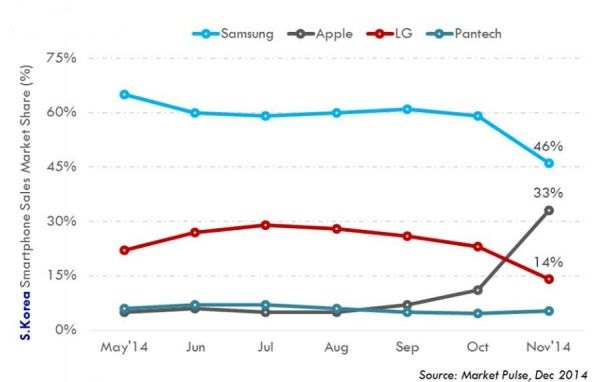 Samsung Apple LG Pantech
S.Korea Smartphone Sales Market Share (%)
75%
60%
45%
30%
15%
0%
46%
33%
14%
May'14 Jun Jul Aug Sep Oct Nov'14
Source: Market Pulse, Dec 2014